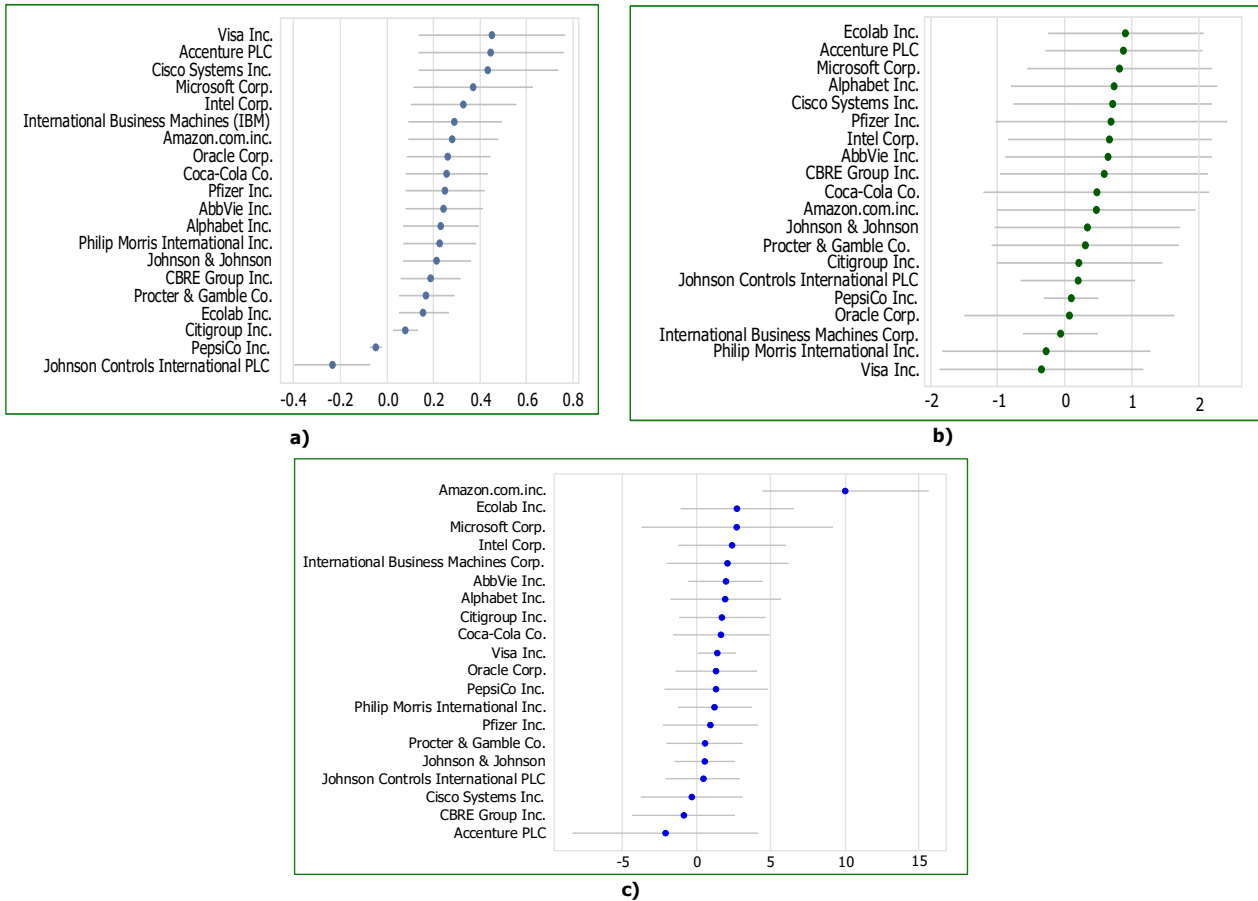 Visa Inc.
Accenture PLC
Cisco Systems Inc.
Microsoft Corp.
Intel Corp.
International Business Machines (IBM)
Amazon.com.inc.
Oracle Corp.
Coca-Cola Co.
Pfizer Inc.
AbbVie Inc.
Alphabet Inc.
Philip Morris International Inc.
Johnson & Johnson
CBRE Group Inc.
Procter & Gamble Co.
Ecolab Inc.
Citigroup Inc.
PepsiCo Inc.
Johnson Controls International PLC
-0.4 -0.2 0.0 0.2 0.4 0.6 0.8
a)
Ecolab Inc.
Accenture PLC
Microsoft Corp.
Alphabet Inc.
Cisco Systems Inc.
Pfizer Inc.
Intel Corp.
AbbVie Inc.
CBRE Group Inc.
Coca-Cola Co.
Amazon.com.inc.
Johnson & Johnson
Procter & Gamble Co.
Citigroup Inc.
Johnson Controls International PLC
PepsiCo Inc.
Oracle Corp.
International Business Machines Corp.
Philip Morris International Inc.
Visa Inc.
-2 -1 0 1 2
b)
Amazon.com.inc.
Ecolab Inc.
Microsoft Corp.
Intel Corp.
International Business Machines Corp.
AbbVie Inc.
Alphabet Inc.
Citigroup Inc.
Coca-Cola Co.
Visa Inc.
Oracle Corp.
PepsiCo Inc.
Philip Morris International Inc.
Pfizer Inc.
Procter & Gamble Co.
Johnson & Johnson
Johnson Controls International PLC
Cisco Systems Inc.
CBRE Group Inc.
Accenture PLC
-5 0 5 10 15
c)